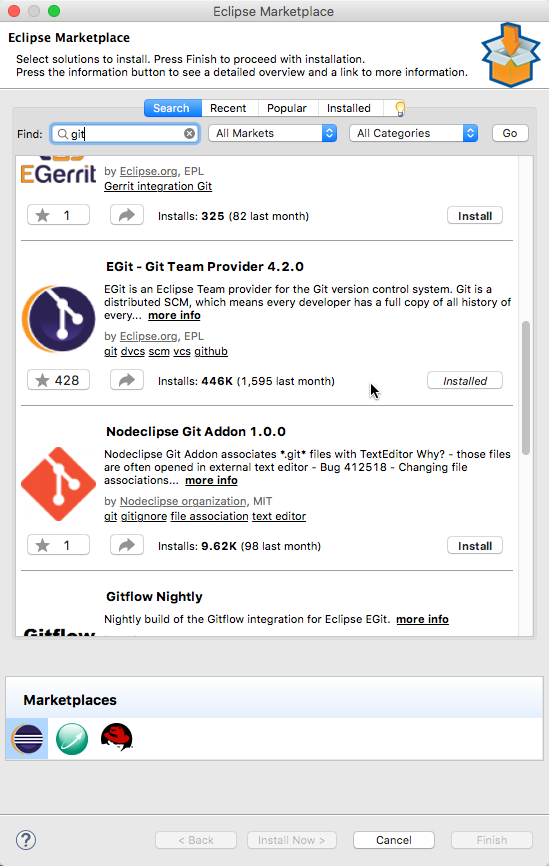 Eclipse Marketplace
Eclipse Marketplace
Select solutions to install. Press Finish to proceed with installation.
Press the information button to see a detailed overview and a link to more information.
Search Recent Popular Installed
Find: git All Markets All Categories Go
EGerrit
by Eclipse.org, EPL
Gerrit integration Git
1 Installs: 325 (82 last month) Install
EGit - Git Team Provider 4.2.0
EGit is an Eclipse Team provider for the Git version control system. Git is a
distributed SCM, which means every developer has a full copy of all history of
every... more info
by Eclipse.org, EPL
git dvcs scm vcs github
428 Installs: 446K (1,595 last month) Installed
Nodeclipse Git Addon 1.0.0
Nodeclipse Git Addon associates *.git* files with TextEditor Why? - those files
are often opened in external text editor - Bug 412518 - Changing file
associations... more info
by Nodeclipse organization, MIT
git gitignore file association text editor
1 Installs: 9.62K (98 last month) Install
Gitflow Nightly
Nightly build of the Gitflow integration for Eclipse EGit. more info
Gitflow
Marketplaces
? < Back Install Now > Cancel Finish